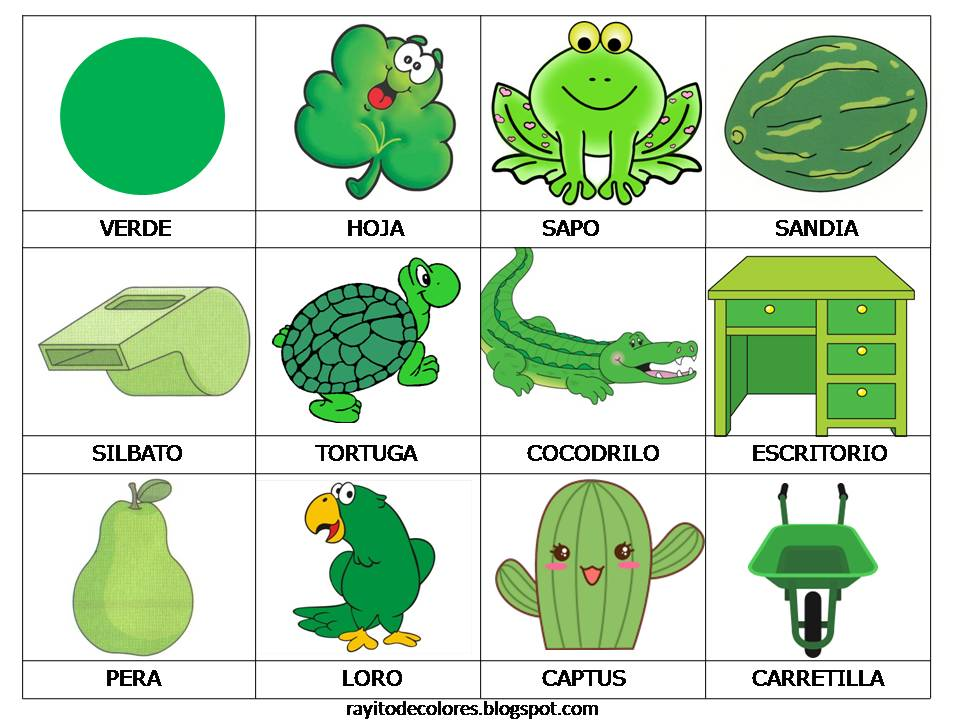 VERDE HOJA SAPO SANDIA
SILBATO TORTUGA COCODRILO ESCRITORIO
PERA LORO CAPTUS CARRETILLA
rayitodecolores.blogspot.com